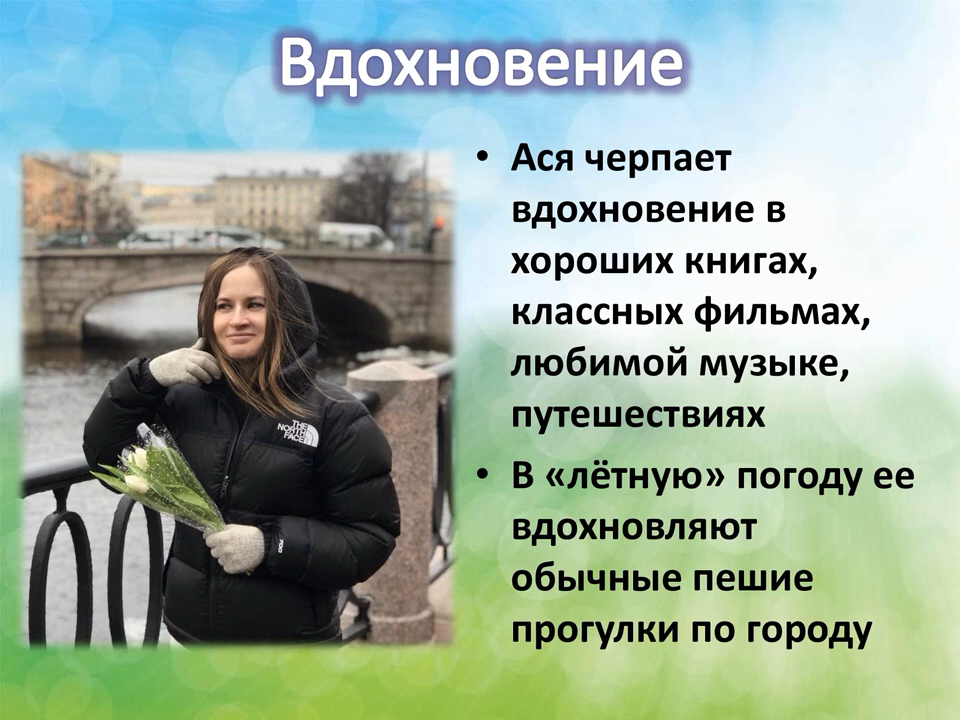 Вдохновение
• Ася черпает
вдохновение в
хороших книгах,
классных фильмах,
любимой музыке,
путешествиях
• В «лётную» погоду ее
вдохновляют
обычные пешие
прогулки по городу
THE
NORTH
FACE
700